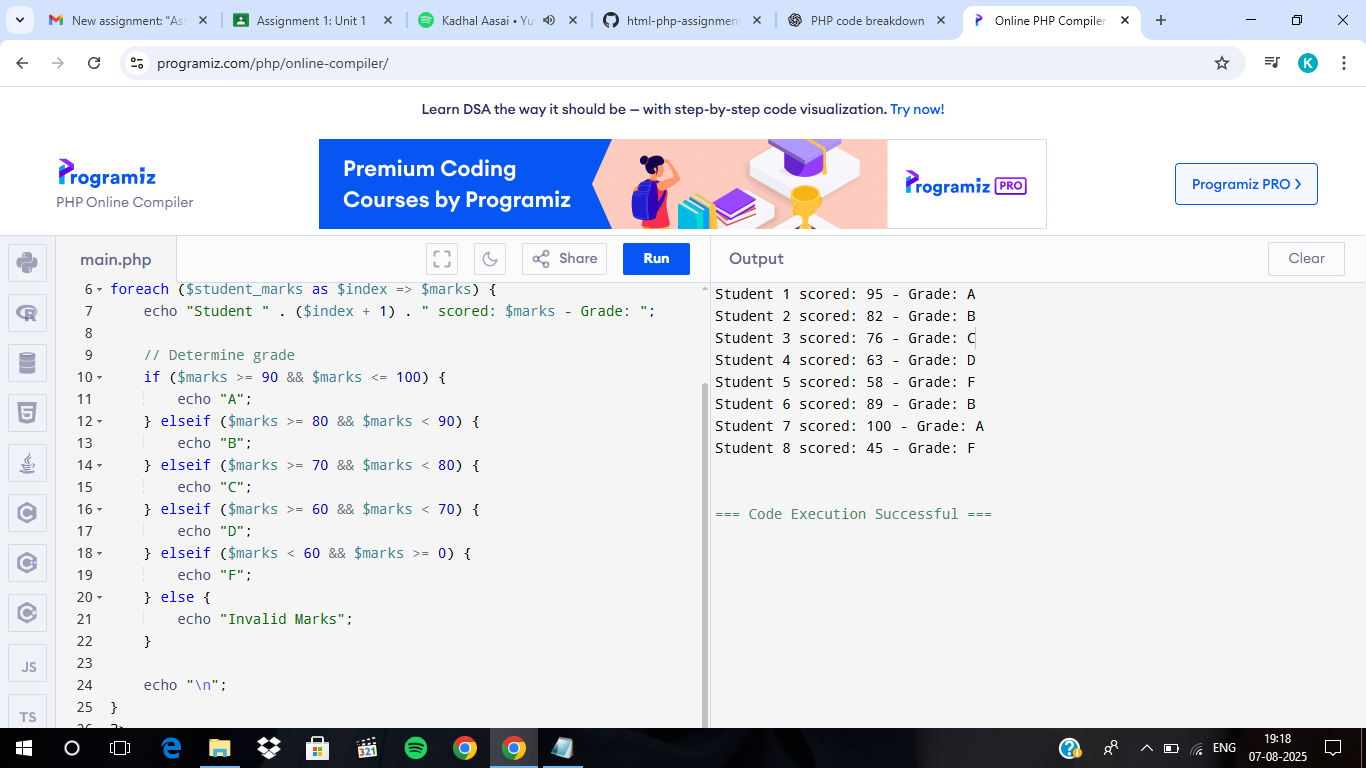 New assignment: "As
Assignment 1: Unit 1
Kadhal Aasai • Yu
html-php-assignmen
PHP code breakdown
Online PHP Compiler
programiz.com/php/online-compiler/
K
Learn DSA the way it should be — with step-by-step code visualization. Try now!
Programiz
PHP Online Compiler
Premium Coding
Courses by Programiz
Programiz PRO
Programiz PRO
main.php
Share
Run
Output
Clear
6 foreach ($student_marks as $index => $marks) {
7 echo "Student " . ($index + 1) . " scored: $marks - Grade: ";
8
9 // Determine grade
10 if ($marks >= 90 && $marks <= 100) {
11 echo "A";
12 } elseif ($marks >= 80 && $marks < 90) {
13 echo "B";
14 } elseif ($marks >= 70 && $marks < 80) {
15 echo "C";
16 } elseif ($marks >= 60 && $marks < 70) {
17 echo "D";
18 } elseif ($marks < 60 && $marks >= 0) {
19 echo "F";
20 } else {
21 echo "Invalid Marks";
22 }
23
24 echo "\n";
25 }
Student 1 scored: 95 - Grade: A
Student 2 scored: 82 - Grade: B
Student 3 scored: 76 - Grade: C
Student 4 scored: 63 - Grade: D
Student 5 scored: 58 - Grade: F
Student 6 scored: 89 - Grade: B
Student 7 scored: 100 - Grade: A
Student 8 scored: 45 - Grade: F
=== Code Execution Successful ===
JS
TS
321
ENG
19:18
07-08-2025